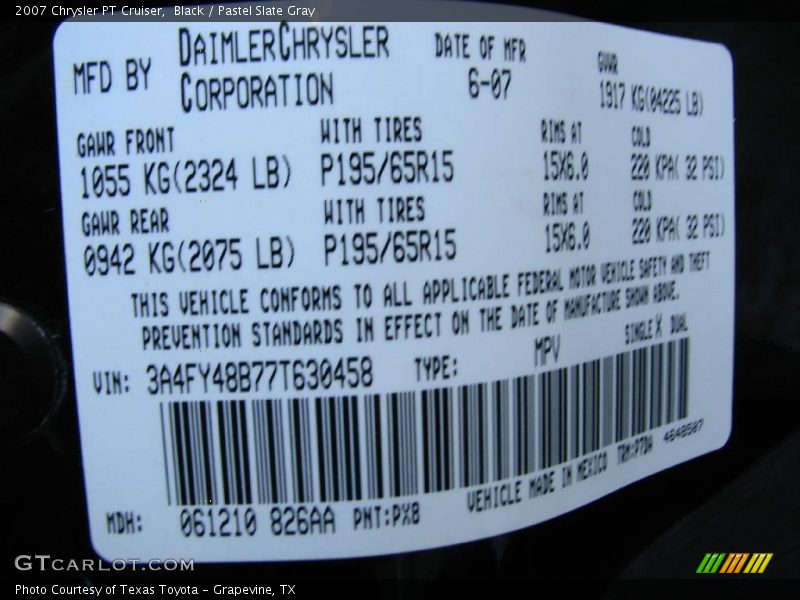 2007 Chrysler PT Cruiser, Black / Pastel Slate Gray
MFD BY DAIMLERCHRYSLER CORPORATION
DATE OF MFR 6-07
GVWR 1917 KG(04225 LB)
GAWR FRONT WITH TIRES RIMS AT COLD
1055 KG(2324 LB) P195/65R15 15X6.0 220 KPA( 32 PSI)
GAWR REAR WITH TIRES RIMS AT COLD
0942 KG(2075 LB) P195/65R15 15X6.0 220 KPA( 32 PSI)
THIS VEHICLE CONFORMS TO ALL APPLICABLE FEDERAL MOTOR VEHICLE SAFETY AND THEFT
PREVENTION STANDARDS IN EFFECT ON THE DATE OF MANUFACTURE SHOWN ABOVE.
VIN: 3A4FY48B77T630458 TYPE: MPV SINGLE X DUAL
MDH: 061210 826AA PNT:PX8 VEHICLE MADE IN MEXICO TRM:P7DA 4648507
GTCARLOT.COM
Photo Courtesy of Texas Toyota - Grapevine, TX